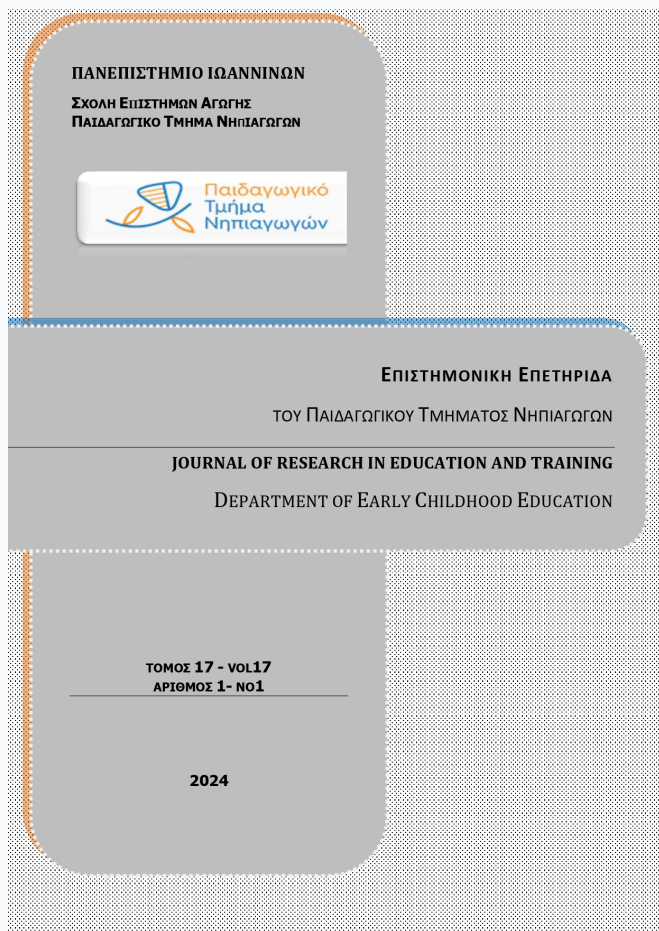 ΠΑΝΕΠΙΣΤΗΜΙΟ ΙΩΑΝΝΙΝΩΝ
ΣΧΟΛΗ ΕΠΙΣΤΗΜΩΝ ΑΓΩΓΗΣ
ΠΑΙΔΑΓΩΓΙΚΟ ΤΜΗΜΑ ΝΗΠΙΑΓΩΓΩΝ
Παιδαγωγικό
Τμήμα
Νηπιαγωγών
ΕΠΙΣΤΗΜΟΝΙΚΗ ΕΠΕΤΗΡΙΔΑ
ΤΟΥ ΠΑΙΔΑΓΩΓΙΚΟΥ ΤΜΗΜΑΤΟΣ ΝΗΠΙΑΓΩΓΩΝ
JOURNAL OF RESEARCH IN EDUCATION AND TRAINING
DEPARTMENT OF EARLY CHILDHOOD EDUCATION
ΤΟΜΟΣ 17 - VOL17
ΑΡΙΘΜΟΣ 1- NO1
2024